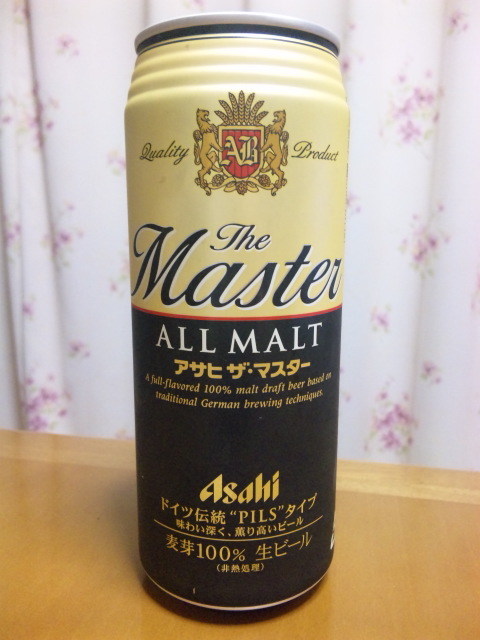 Quality Product
AB
The
Master
ALL MALT
アサヒ ザ・マスター
A full-flavored 100% malt draft beer based on
traditional German brewing techniques.
Asahi
ドイツ伝統 "PILS" タイプ
味わい深く、薫り高いビール
麦芽100% 生ビール
(非熱処理)